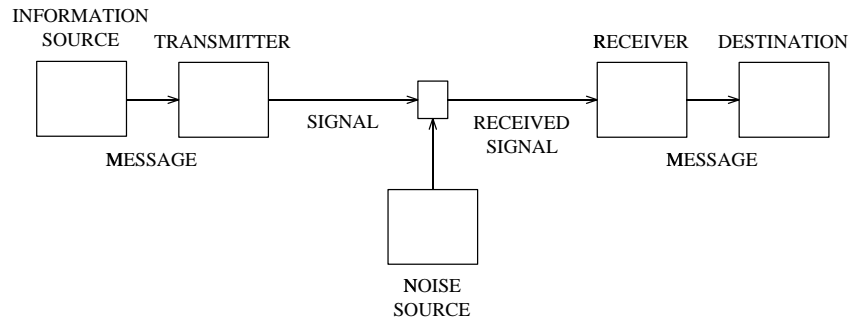 INFORMATION
SOURCE
TRANSMITTER
RECEIVER
DESTINATION
SIGNAL
RECEIVED
SIGNAL
MESSAGE
MESSAGE
NOISE
SOURCE